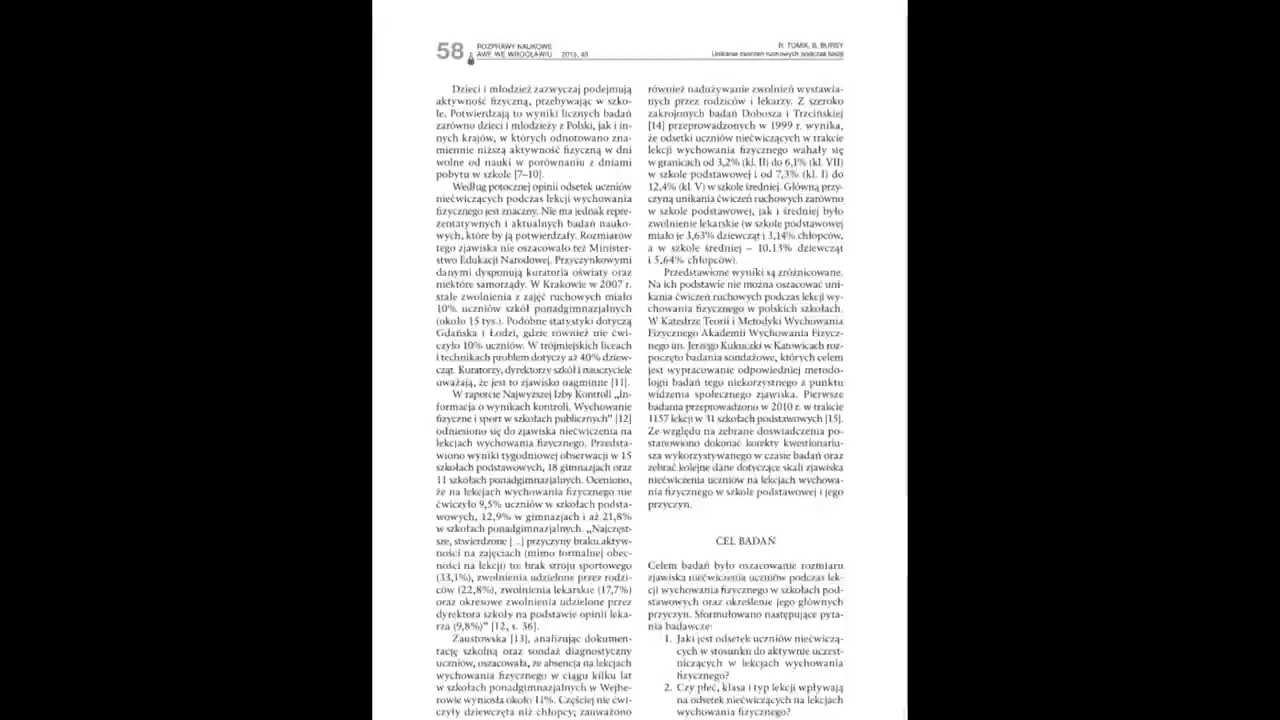 58
ROZPRAWY NAUKOWE
AWF WE WROCŁAWIU 2013, 40
R. TOMIK, B. BURSY
Unikanie ćwiczeń ruchowych podczas lekcji
Dzieci i młodzież zazwyczaj podejmują
aktywność fizyczną, przebywając w szko-
le. Potwierdzają to wyniki licznych badań
zarówno dzieci i młodzieży z Polski, jak i in-
nych krajów, w których odnotowano zna-
miennie niższą aktywność fizyczną w dni
wolne od nauki w porównaniu z dniami
pobytu w szkole [7–10].
Według potocznej opinii odsetek uczniów
niećwiczących podczas lekcji wychowania
fizycznego jest znaczny. Nie ma jednak repre-
zentatywnych i aktualnych badań nauko-
wych, które by ją potwierdzały. Rozmiarów
tego zjawiska nie oszacowało też Minister-
stwo Edukacji Narodowej. Przyczynkowymi
danymi dysponują kuratoria oświaty oraz
niektóre samorządy. W Krakowie w 2007 r.
stałe zwolnienia z zajęć ruchowych miało
10% uczniów szkół ponadgimnazjalnych
(około 15 tys.). Podobne statystyki dotyczą
Gdańska i Łodzi, gdzie również nie ćwi-
czyło 10% uczniów. W trójmiejskich liceach
i technikach problem dotyczy aż 40% dziew-
cząt. Kuratorzy, dyrektorzy szkół i nauczyciele
uważają, że jest to zjawisko nagminne [11].
W raporcie Najwyższej Izby Kontroli „In-
formacja o wynikach kontroli. Wychowanie
fizyczne i sport w szkołach publicznych” [12]
odniesiono się do zjawiska niećwiczenia na
lekcjach wychowania fizycznego. Przedsta-
wiono wyniki tygodniowej obserwacji w 15
szkołach podstawowych, 18 gimnazjach oraz
11 szkołach ponadgimnazjalnych. Oceniono,
że na lekcjach wychowania fizycznego nie
ćwiczyło 9,5% uczniów w szkołach podsta-
wowych, 12,9% w gimnazjach i aż 21,8%
w szkołach ponadgimnazjalnych. „Najczęst-
sze, stwierdzone [...] przyczyny braku aktyw-
ności na zajęciach (mimo formalnej obec-
ności na lekcji) to: brak stroju sportowego
(33,1%), zwolnienia udzielone przez rodzi-
ców (22,8%), zwolnienia lekarskie (17,7%)
oraz okresowe zwolnienia udzielone przez
dyrektora szkoły na podstawie opinii leka-
rza (9,8%)” [12, s. 36].
Zaustowska [13], analizując dokumen-
tację szkolną oraz sondaż diagnostyczny
uczniów, oszacowała, że absencja na lekcjach
wychowania fizycznego w ciągu kilku lat
w szkołach ponadgimnazjalnych w Wejhe-
rowie wyniosła około 11%. Częściej nie ćwi-
czyły dziewczęta niż chłopcy; zauważono
również nadużywanie zwolnień wystawia-
nych przez rodziców i lekarzy. Z szeroko
zakrojonych badań Dobosza i Trzcińskiej
[14] przeprowadzonych w 1999 r. wynika,
że odsetki uczniów niećwiczących w trakcie
lekcji wychowania fizycznego wahały się
w granicach od 3,2% (kl. II) do 6,1% (kl. VII)
w szkole podstawowej i od 7,3% (kl. I) do
12,4% (kl. V) w szkole średniej. Główną przy-
czyną unikania ćwiczeń ruchowych zarówno
w szkole podstawowej, jak i średniej było
zwolnienie lekarskie (w szkole podstawowej
miało je 3,63% dziewcząt i 3,14% chłopców,
a w szkole średniej – 10,13% dziewcząt
i 5,64% chłopców).
Przedstawione wyniki są zróżnicowane.
Na ich podstawie nie można oszacować uni-
kania ćwiczeń ruchowych podczas lekcji wy-
chowania fizycznego w polskich szkołach.
W Katedrze Teorii i Metodyki Wychowania
Fizycznego Akademii Wychowania Fizycz-
nego im. Jerzego Kukuczki w Katowicach roz-
poczęto badania sondażowe, których celem
jest wypracowanie odpowiedniej metodo-
logii badań tego niekorzystnego z punktu
widzenia społecznego zjawiska. Pierwsze
badania przeprowadzono w 2010 r. w trakcie
1157 lekcji w 31 szkołach podstawowych [15].
Ze względu na zebrane doświadczenia po-
stanowiono dokonać korekty kwestionariu-
sza wykorzystywanego w czasie badań oraz
zebrać kolejne dane dotyczące skali zjawiska
niećwiczenia uczniów na lekcjach wychowa-
nia fizycznego w szkole podstawowej i jego
przyczyn.
CEL BADAŃ
Celem badań było oszacowanie rozmiaru
zjawiska niećwiczenia uczniów podczas lek-
cji wychowania fizycznego w szkołach pod-
stawowych oraz określenie jego głównych
przyczyn. Sformułowano następujące pyta-
nia badawcze:
1. Jaki jest odsetek uczniów niećwiczą-
cych w stosunku do aktywnie uczest-
niczących w lekcjach wychowania
fizycznego?
2. Czy płeć, klasa i typ lekcji wpływają
na odsetek niećwiczących na lekcjach
wychowania fizycznego?